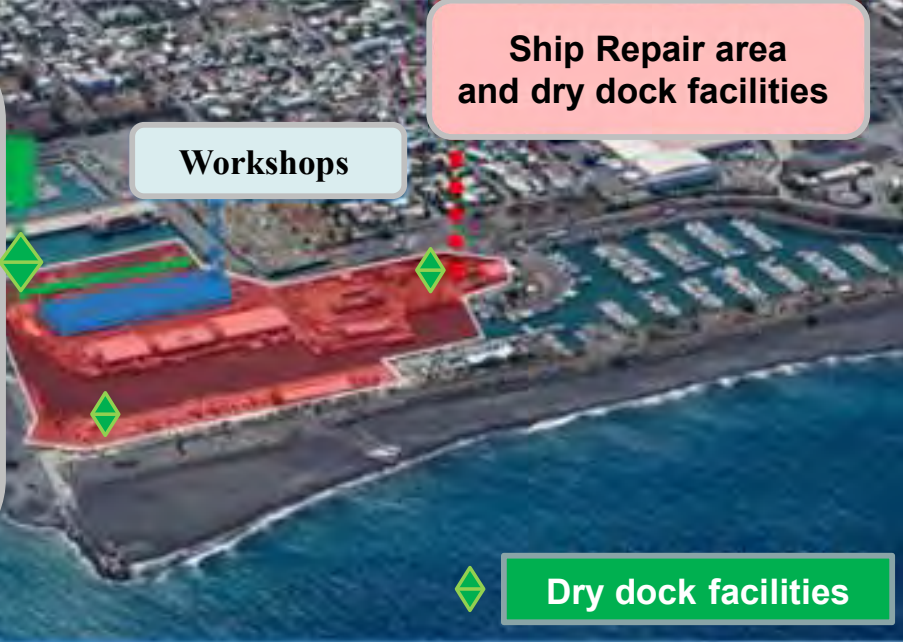 Ship Repair area
and dry dock facilities
Workshops
Dry dock facilities